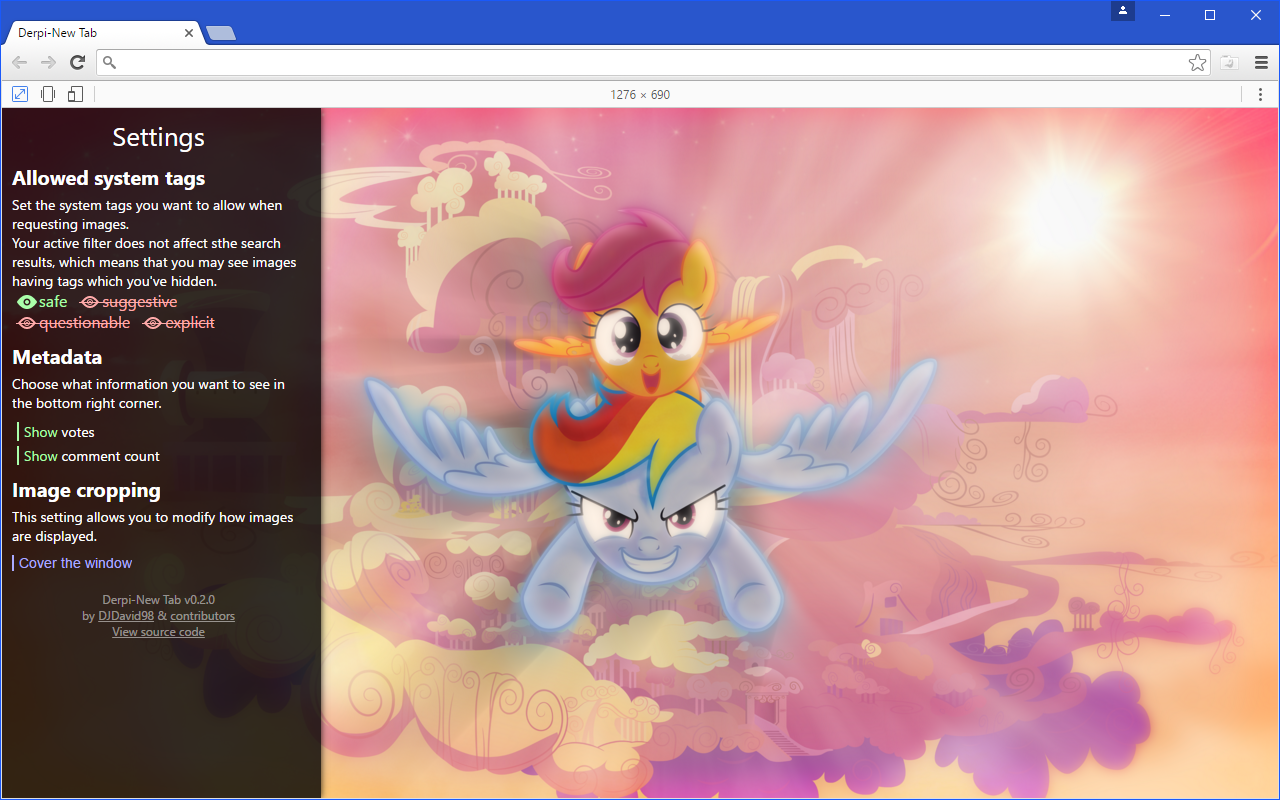 Derpi-New Tab
1276 × 690
Settings
Allowed system tags
Set the system tags you want to allow when
requesting images.
Your active filter does not affect sthe search
results, which means that you may see images
having tags which you've hidden.
safe suggestive
questionable explicit
Metadata
Choose what information you want to see in
the bottom right corner.
Show votes
Show comment count
Image cropping
This setting allows you to modify how images
are displayed.
Cover the window
Derpi-New Tab v0.2.0
by DJDavid98 & contributors
View source code